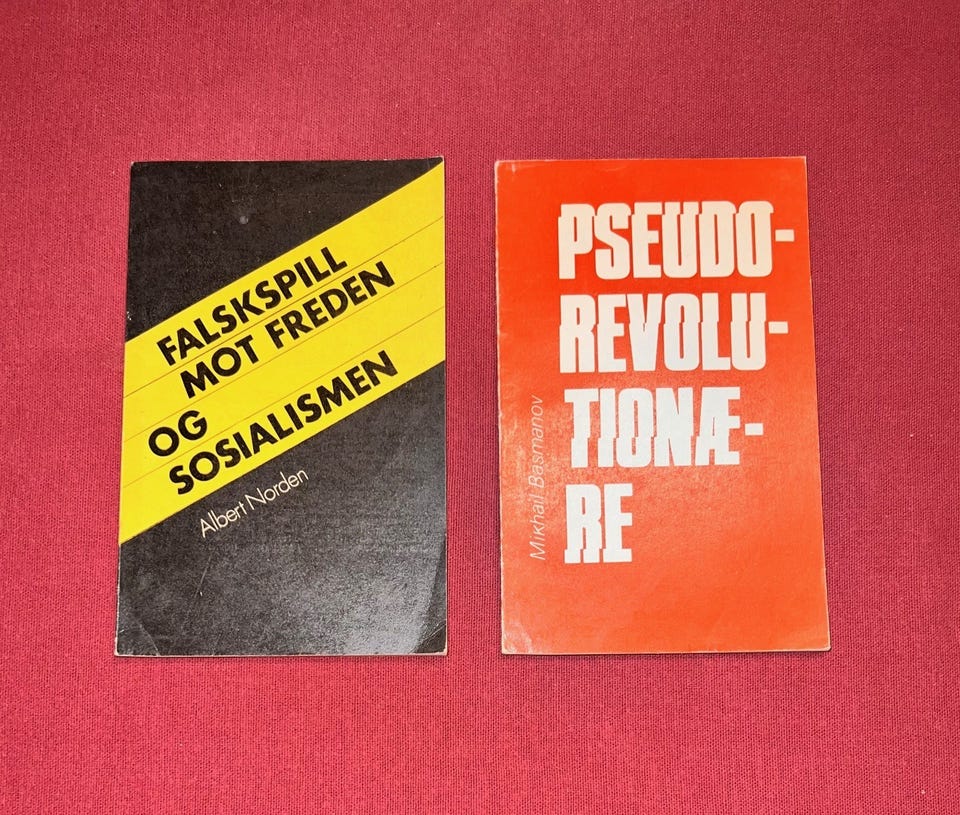 FALSKSPILL
MOT FREDEN
OG
SOSIALISMEN
Albert Norden
PSEUDO-
REVOLU-
TIONÆ-
RE
Mikhail Basmanov